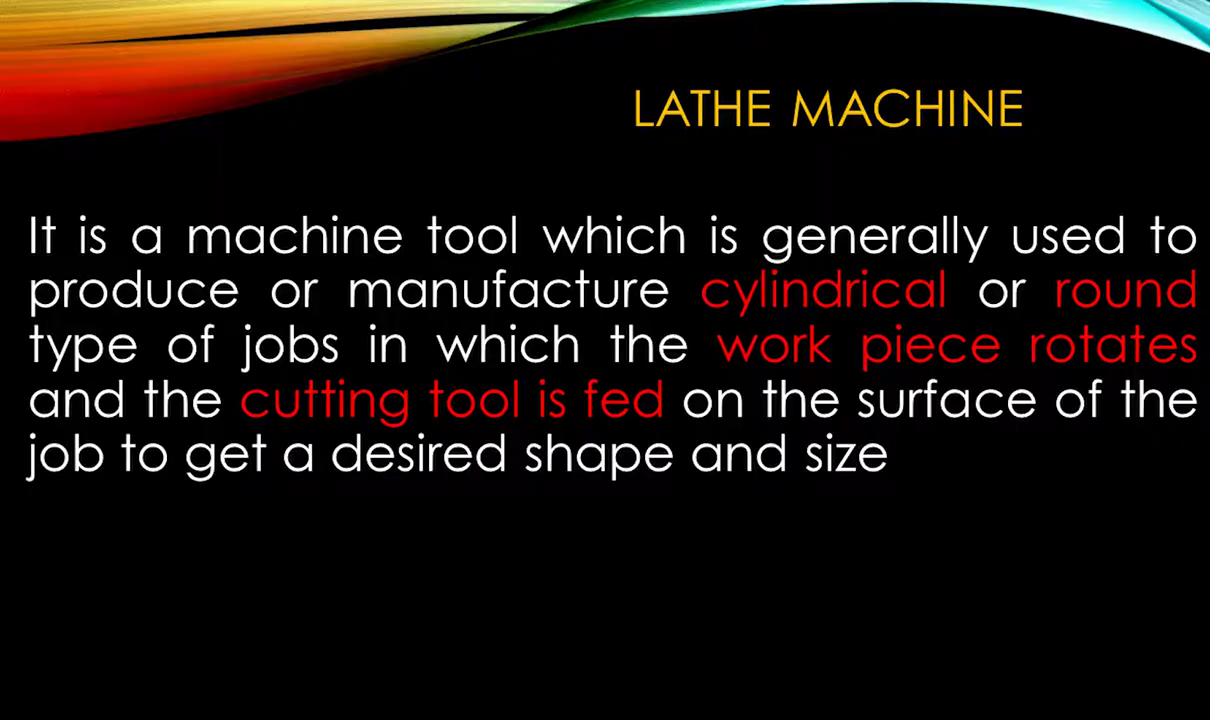 LATHE MACHINE
It is a machine tool which is generally used to
produce or manufacture cylindrical or round
type of jobs in which the work piece rotates
and the cutting tool is fed on the surface of the
job to get a desired shape and size